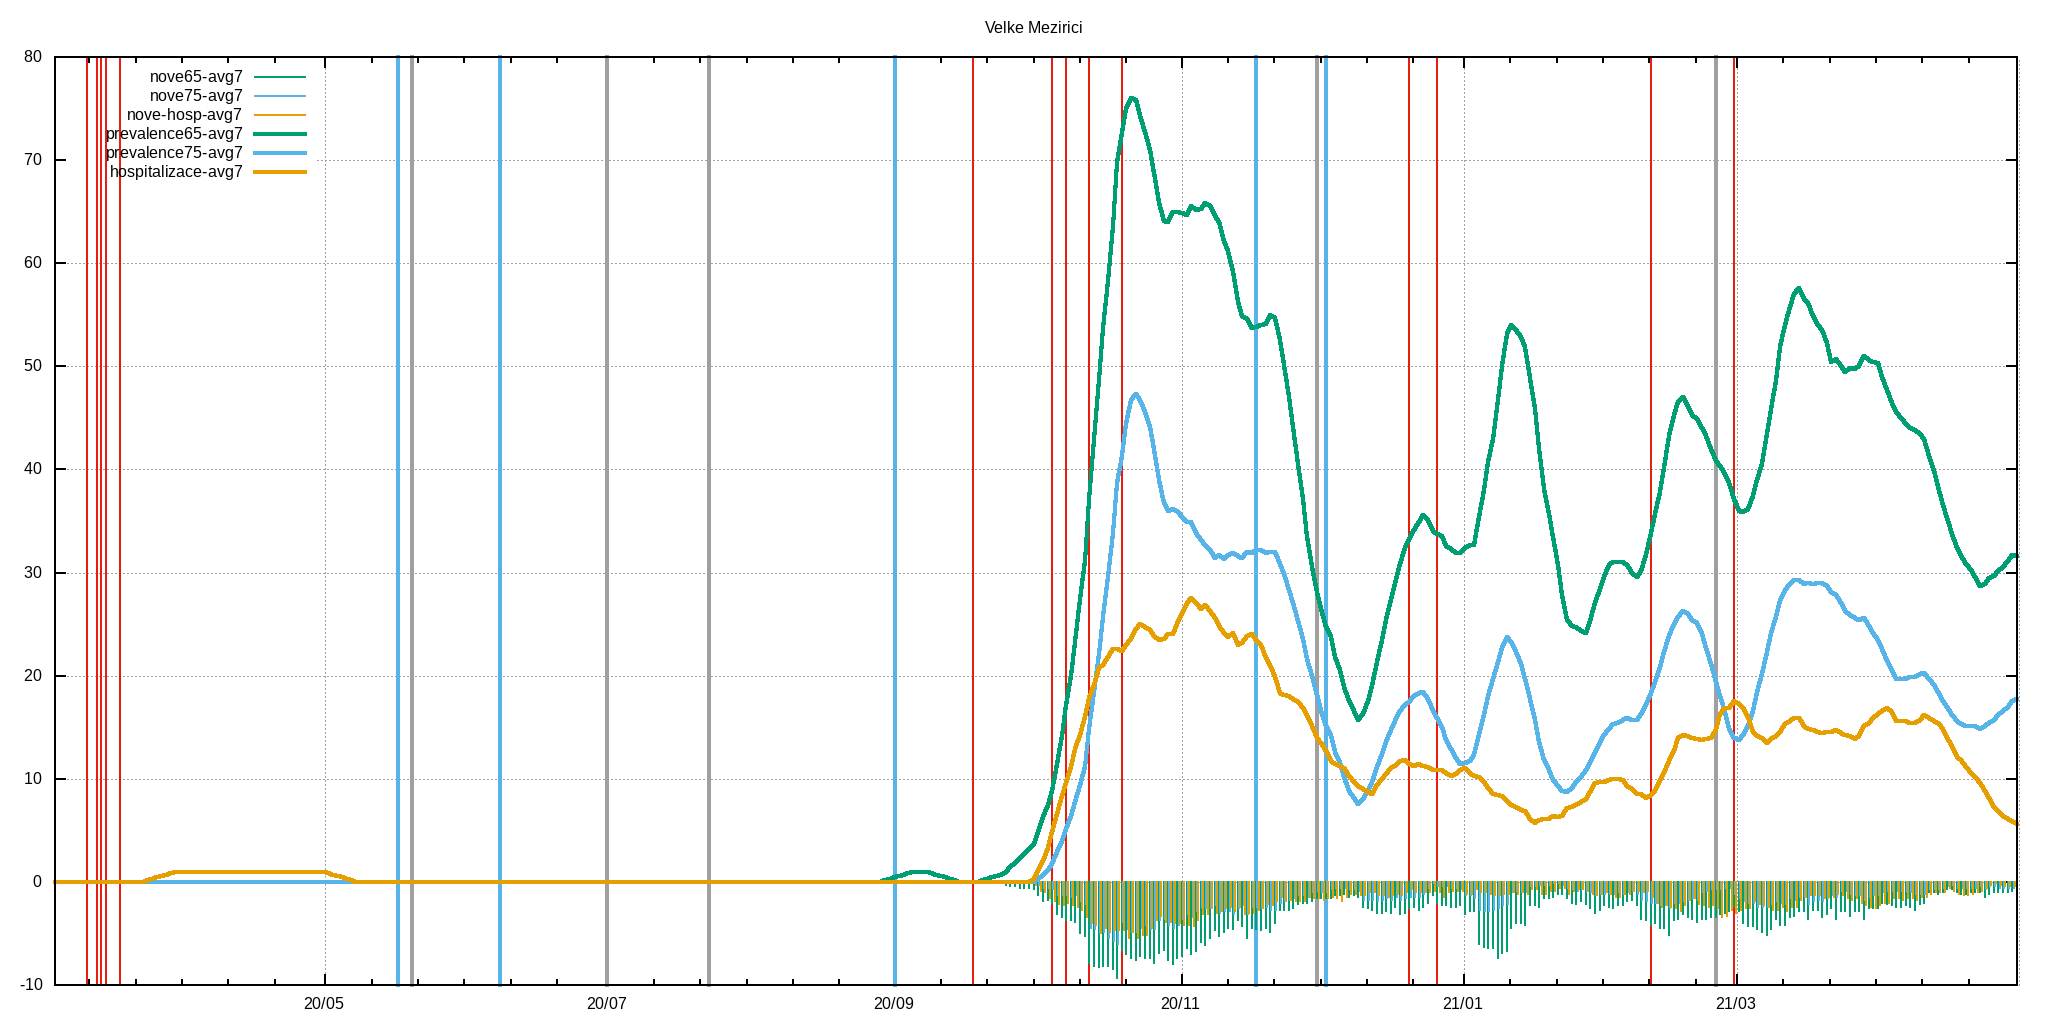 Velke Mezirici
80
70
60
50
40
30
20
10
0
-10
nove65-avg7
nove75-avg7
nove-hosp-avg7
prevalence65-avg7
prevalence75-avg7
hospitalizace-avg7
20/05 20/07 20/09 20/11 21/01 21/03